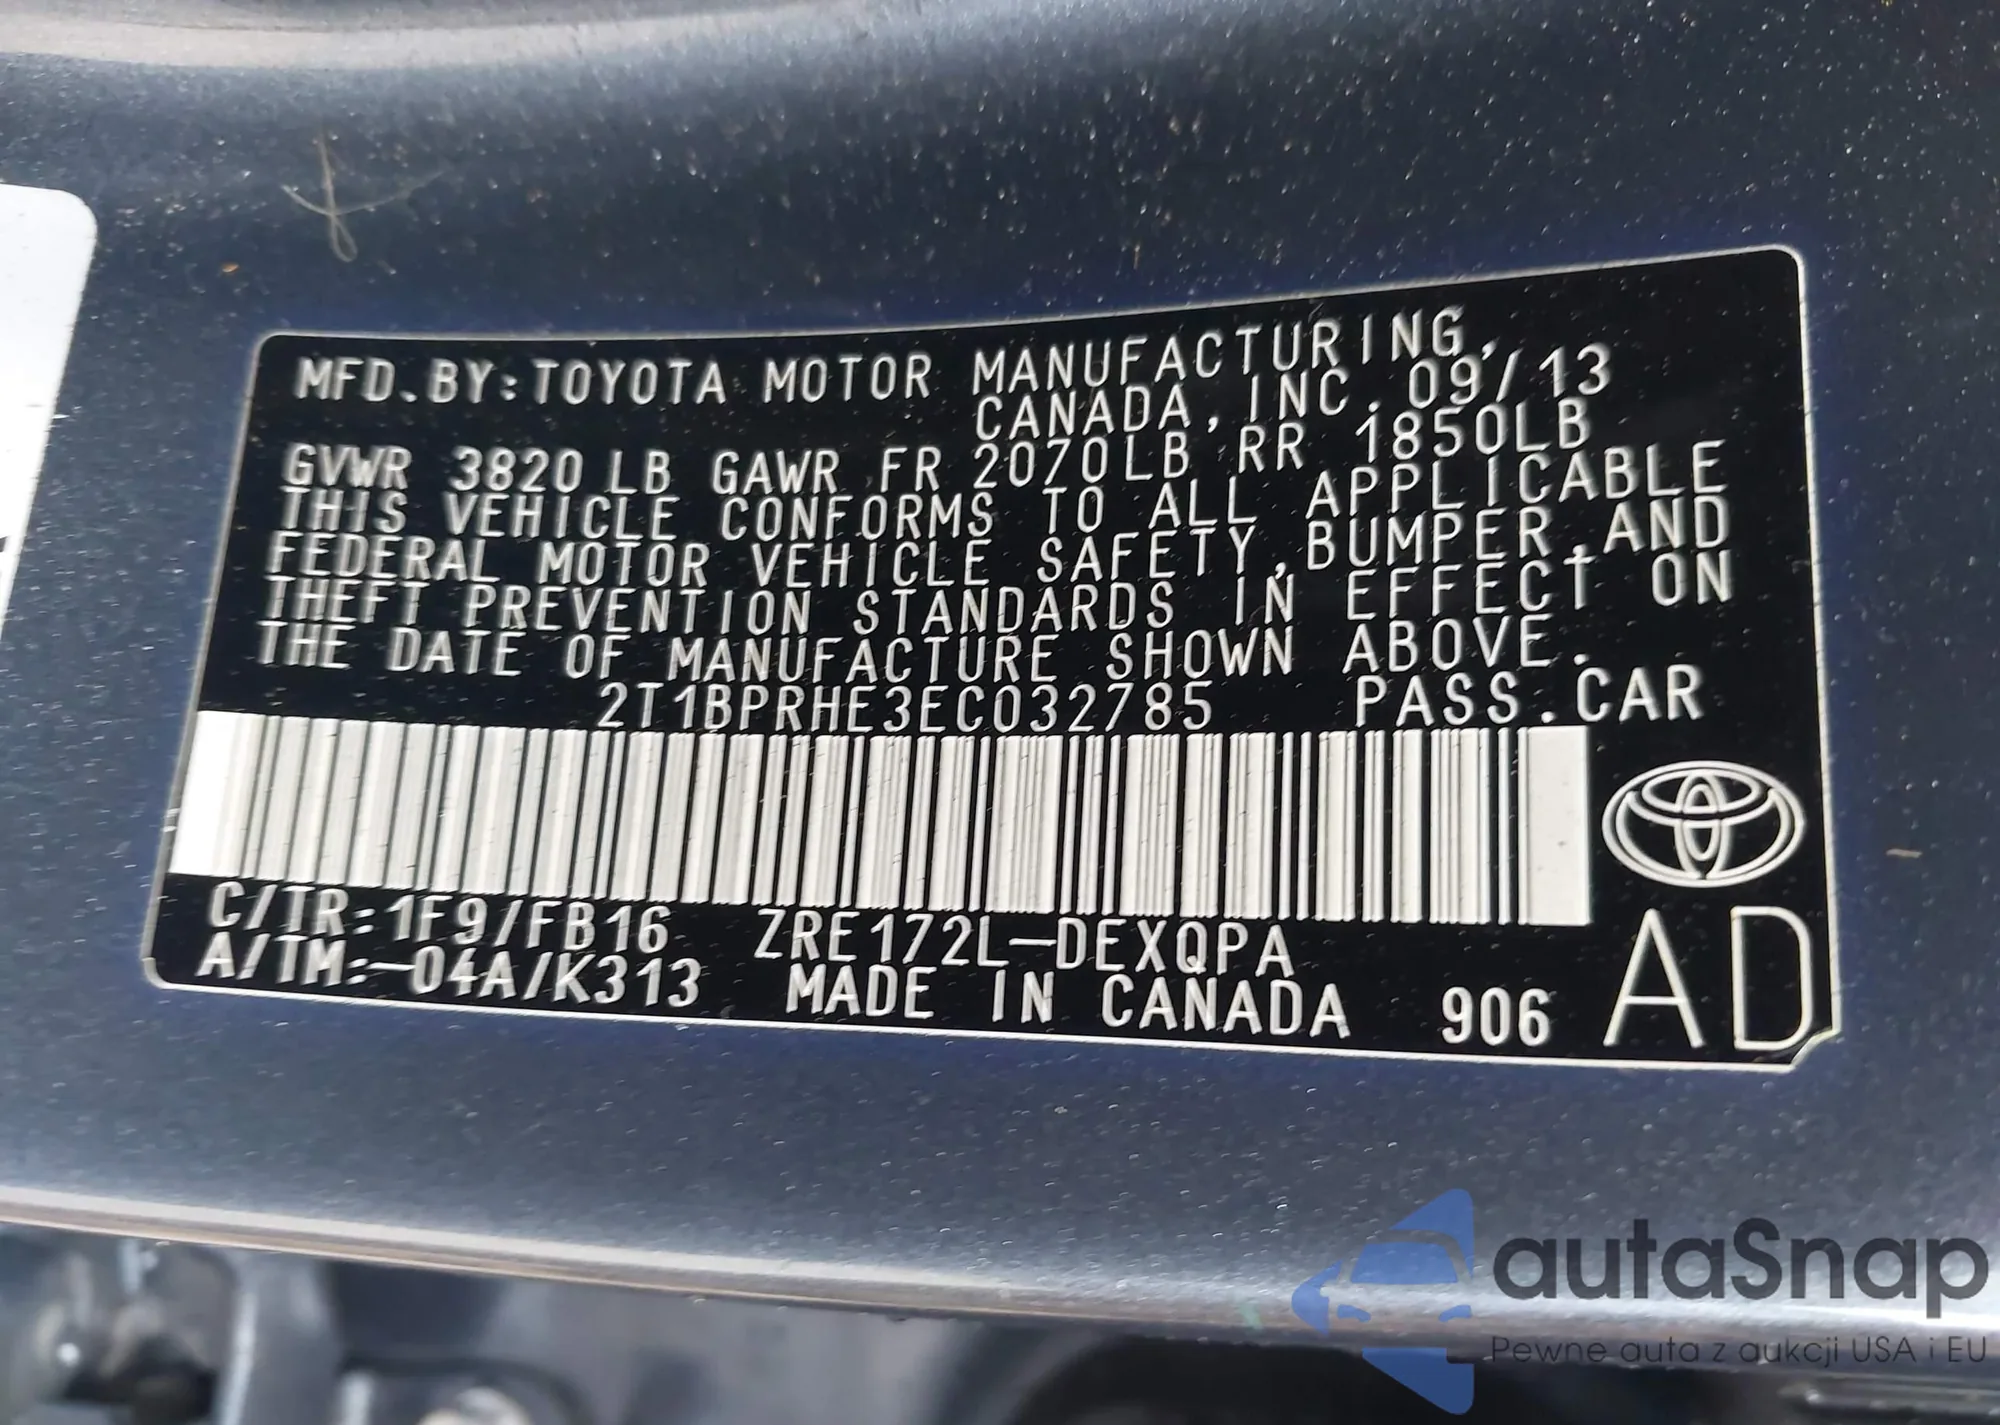 MFD.BY:TOYOTA MOTOR MANUFACTURING,
CANADA, INC. 09/13
GVWR 3820 LB GAWR FR 2070LB RR 1850LB
THIS VEHICLE CONFORMS TO ALL APPLICABLE
FEDERAL MOTOR VEHICLE SAFETY, BUMPER, AND
THEFT PREVENTION STANDARDS IN EFFECT ON
THE DATE OF MANUFACTURE SHOWN ABOVE.
2T1BPRHE3EC032785 PASS. CAR
C/TR:1F9/FB16 ZRE172L-DEXQPA
A/TM:-04A/K313 MADE IN CANADA 906 AD
autaSnap
Pewne auta z aukcji USA i EU